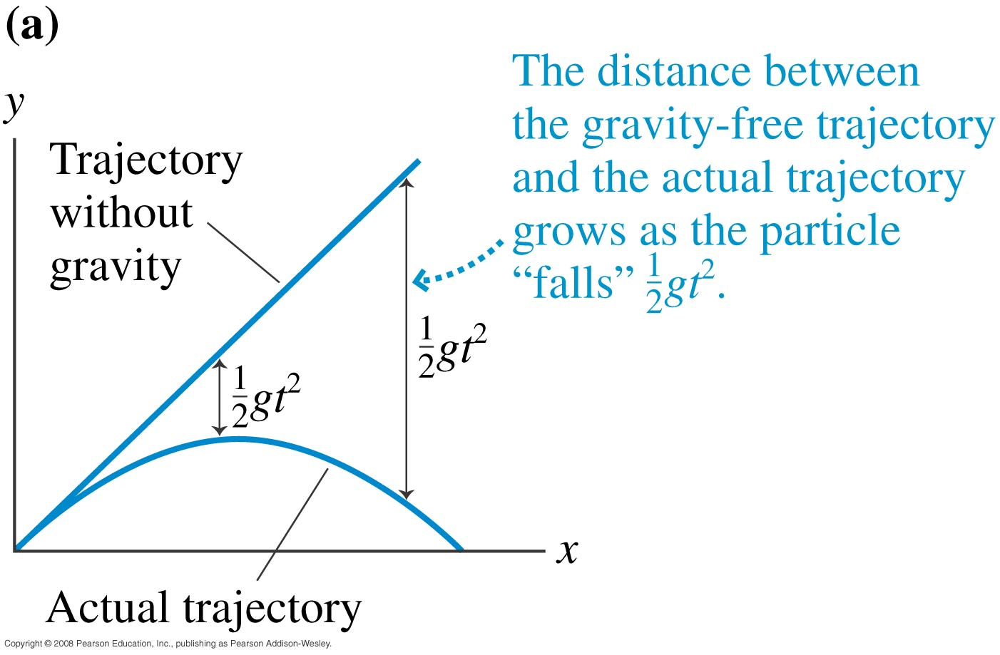 (a)
y
The distance between
the gravity-free trajectory
and the actual trajectory
grows as the particle
“falls” ½gt².
Trajectory
without
gravity
½gt²
½gt²
x
Actual trajectory
Copyright © 2008 Pearson Education, Inc., publishing as Pearson Addison-Wesley.